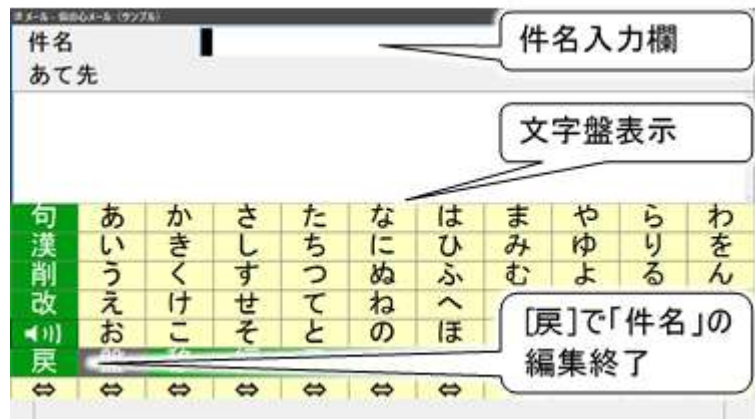 件名
件名入力欄
あて先
文字盤表示
句 あ か さ た な は ま や ら わ
漢 い き し ち に ひ み ゆ り を
削 う く す つ ぬ ふ む よ る ん
改 え け せ て ね へ
お こ そ と の ほ
[戻]で「件名」の
編集終了
戻
⇔ ⇔ ⇔ ⇔ ⇔ ⇔ ⇔